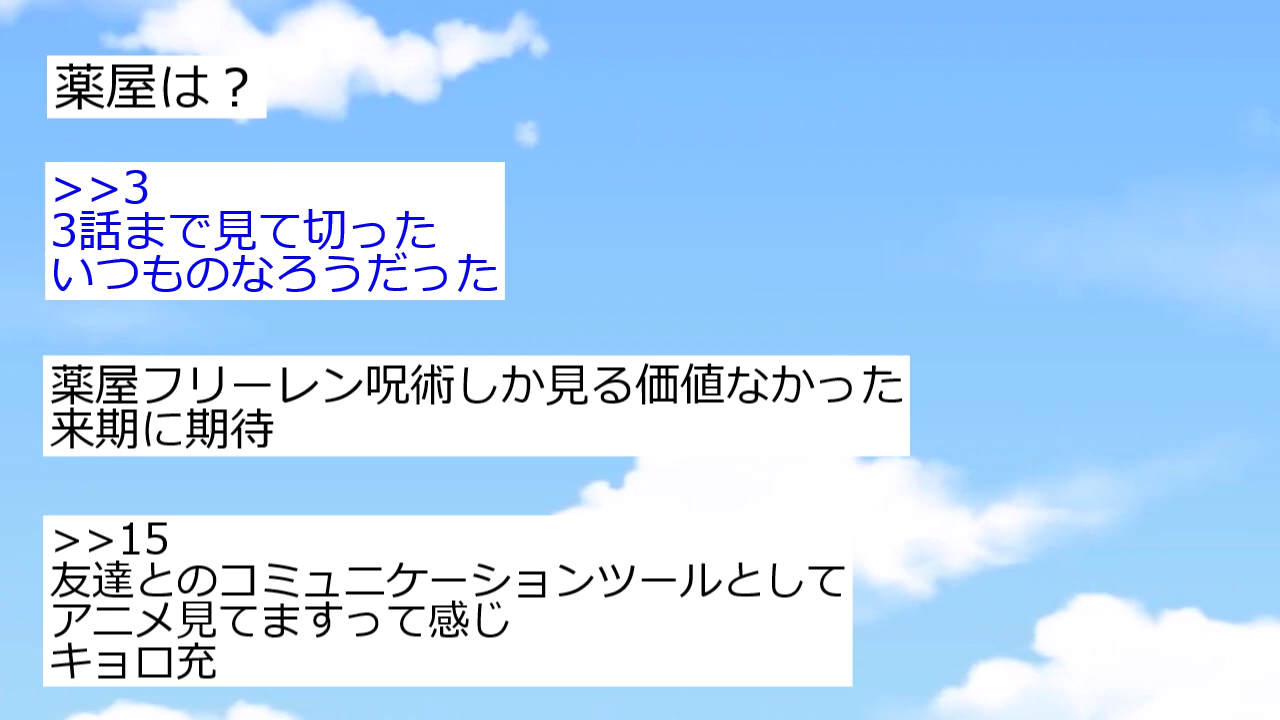 薬屋は？
>>3
3話まで見て切った
いつものなろうだった
薬屋フリーレン呪術しか見る価値なかった
来期に期待
>>15
友達とのコミュニケーションツールとして
アニメ見てますって感じ
キョロ充